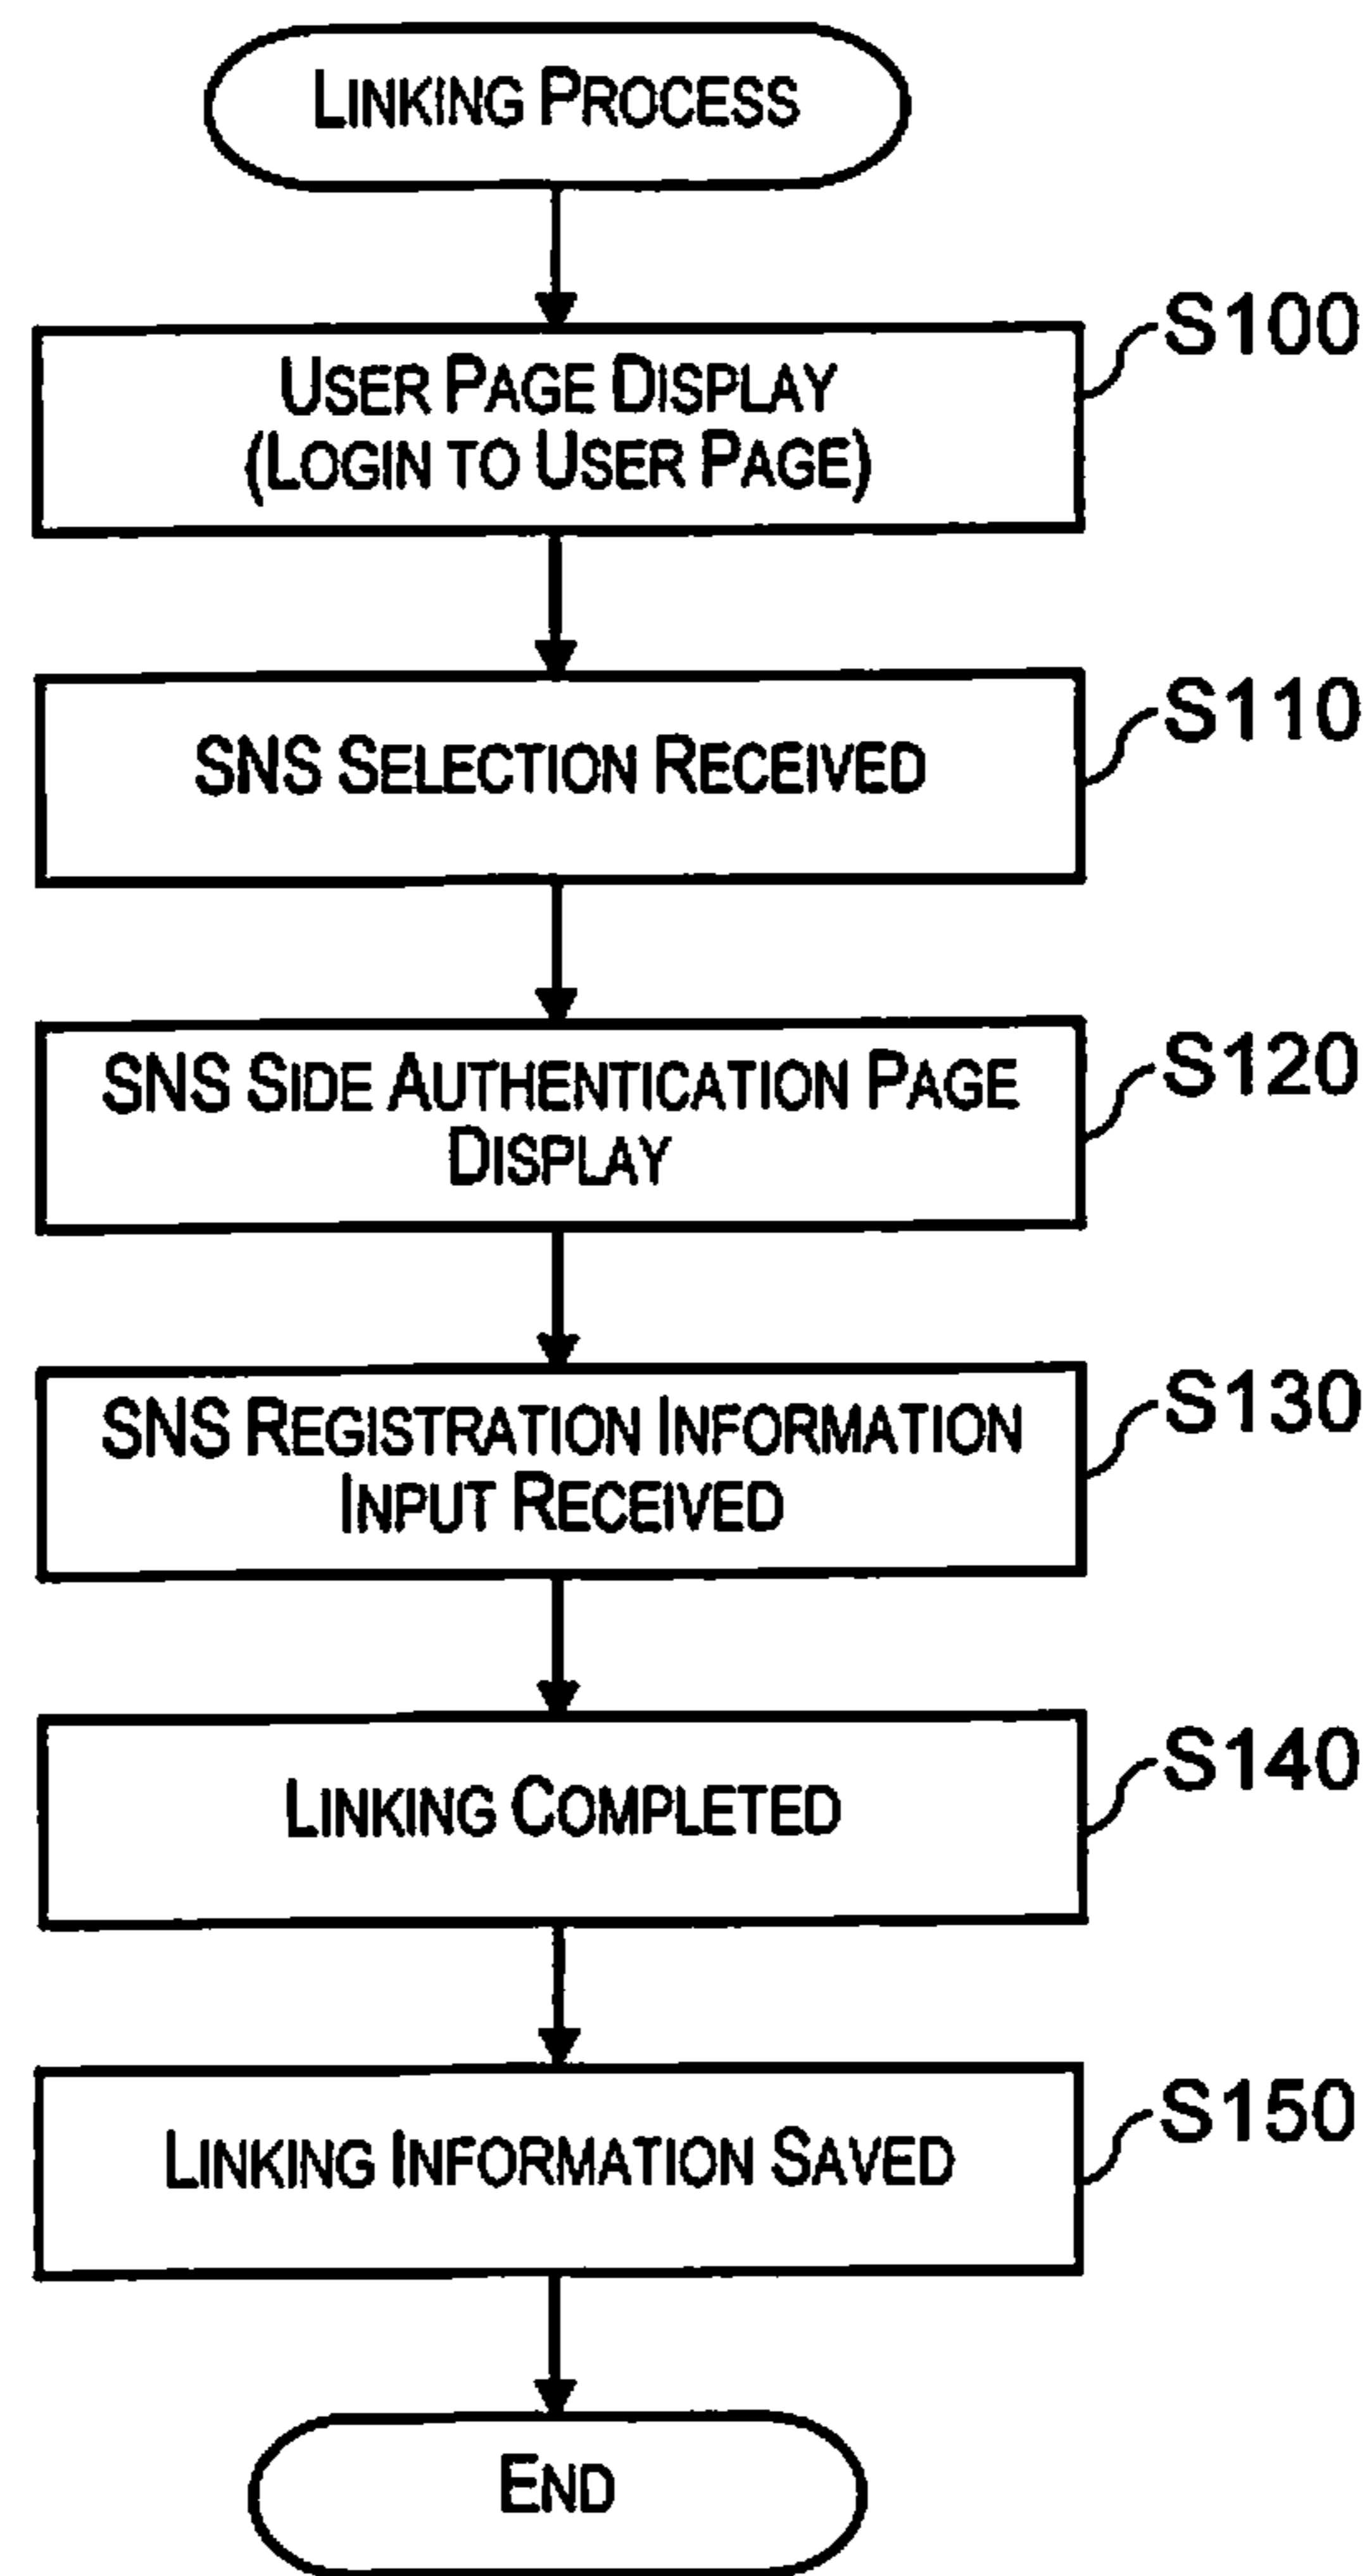 LINKING PROCESS
S100
USER PAGE DISPLAY
(LOGIN TO USER PAGE)
S110
SNS SELECTION RECEIVED
S120
SNS SIDE AUTHENTICATION PAGE
DISPLAY
S130
SNS REGISTRATION INFORMATION
INPUT RECEIVED
S140
LINKING COMPLETED
S150
LINKING INFORMATION SAVED
END